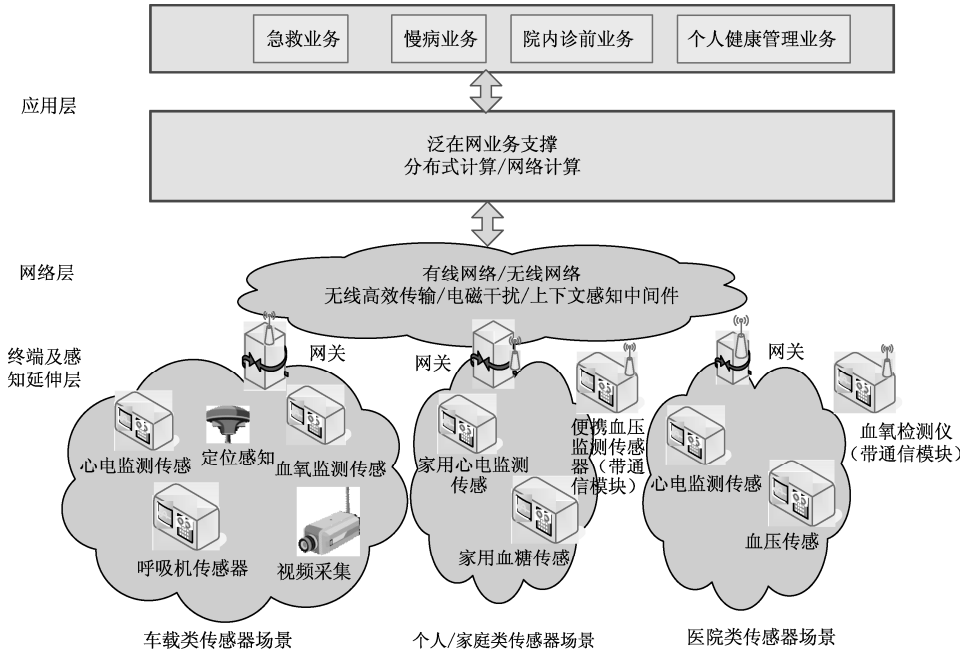 急救业务
慢病业务
院内诊前业务
个人健康管理业务
应用层
泛在网业务支撑
分布式计算/网络计算
网络层
有线网络/无线网络
无线高效传输/电磁干扰/上下文感知中间件
终端及感
知延伸层
网关
网关
网关
心电监测传感
定位感知
血氧监测传感
呼吸机传感器
视频采集
家用心电监测
传感
便携血压
监测传感
器（带通
信模块）
家用血糖传感
心电监测传感
血压传感
血氧检测仪
（带通信模块）
车载类传感器场景
个人/家庭类传感器场景
医院类传感器场景